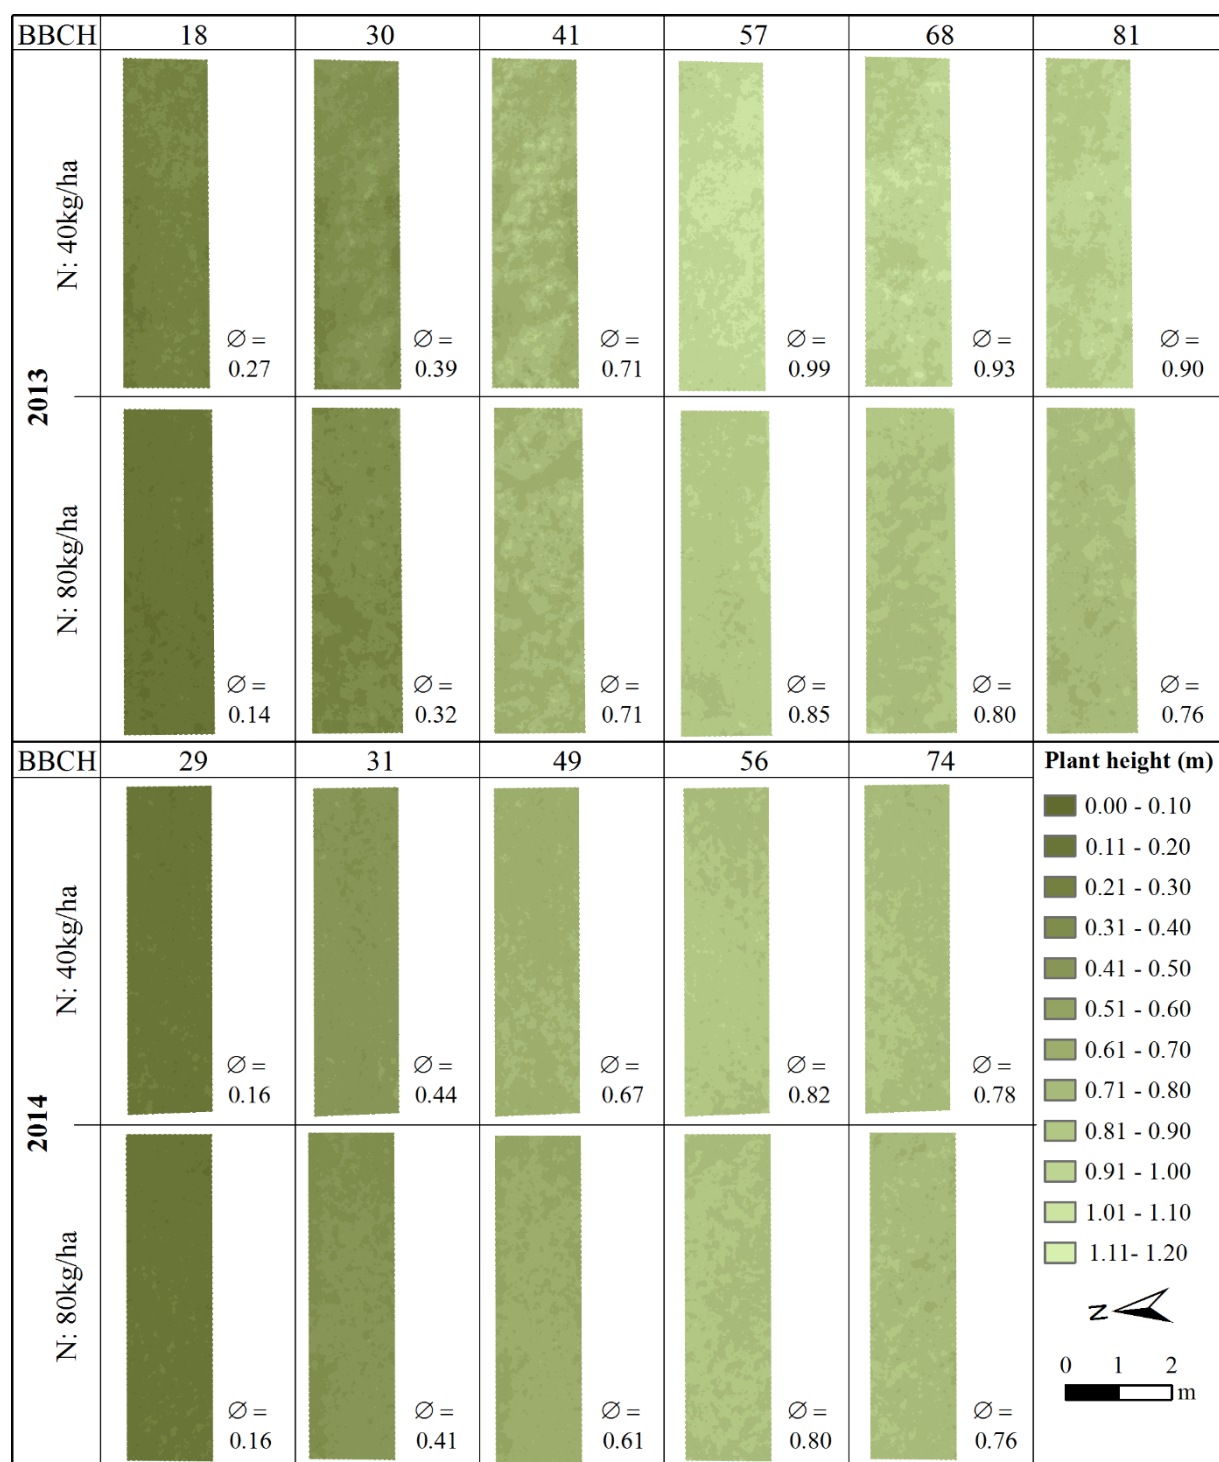 BBCH 18 30 41 57 68 81
2013
N: 40kg/ha
∅ = ∅ = ∅ = ∅ = ∅ = ∅ =
0.27 0.39 0.71 0.99 0.93 0.90
N: 80kg/ha
∅ = ∅ = ∅ = ∅ = ∅ = ∅ =
0.14 0.32 0.71 0.85 0.80 0.76
BBCH 29 31 49 56 74
2014
N: 40kg/ha
∅ = ∅ = ∅ = ∅ = ∅ =
0.16 0.44 0.67 0.82 0.78
N: 80kg/ha
∅ = ∅ = ∅ = ∅ = ∅ =
0.16 0.41 0.61 0.80 0.76
Plant height (m)
0.00 - 0.10
0.11 - 0.20
0.21 - 0.30
0.31 - 0.40
0.41 - 0.50
0.51 - 0.60
0.61 - 0.70
0.71 - 0.80
0.81 - 0.90
0.91 - 1.00
1.01 - 1.10
1.11- 1.20
N
0 1 2
m